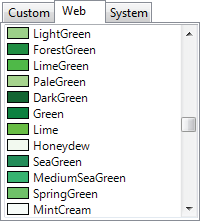 Custom Web System
LightGreen
ForestGreen
LimeGreen
PaleGreen
DarkGreen
Green
Lime
Honeydew
SeaGreen
MediumSeaGreen
SpringGreen
MintCream